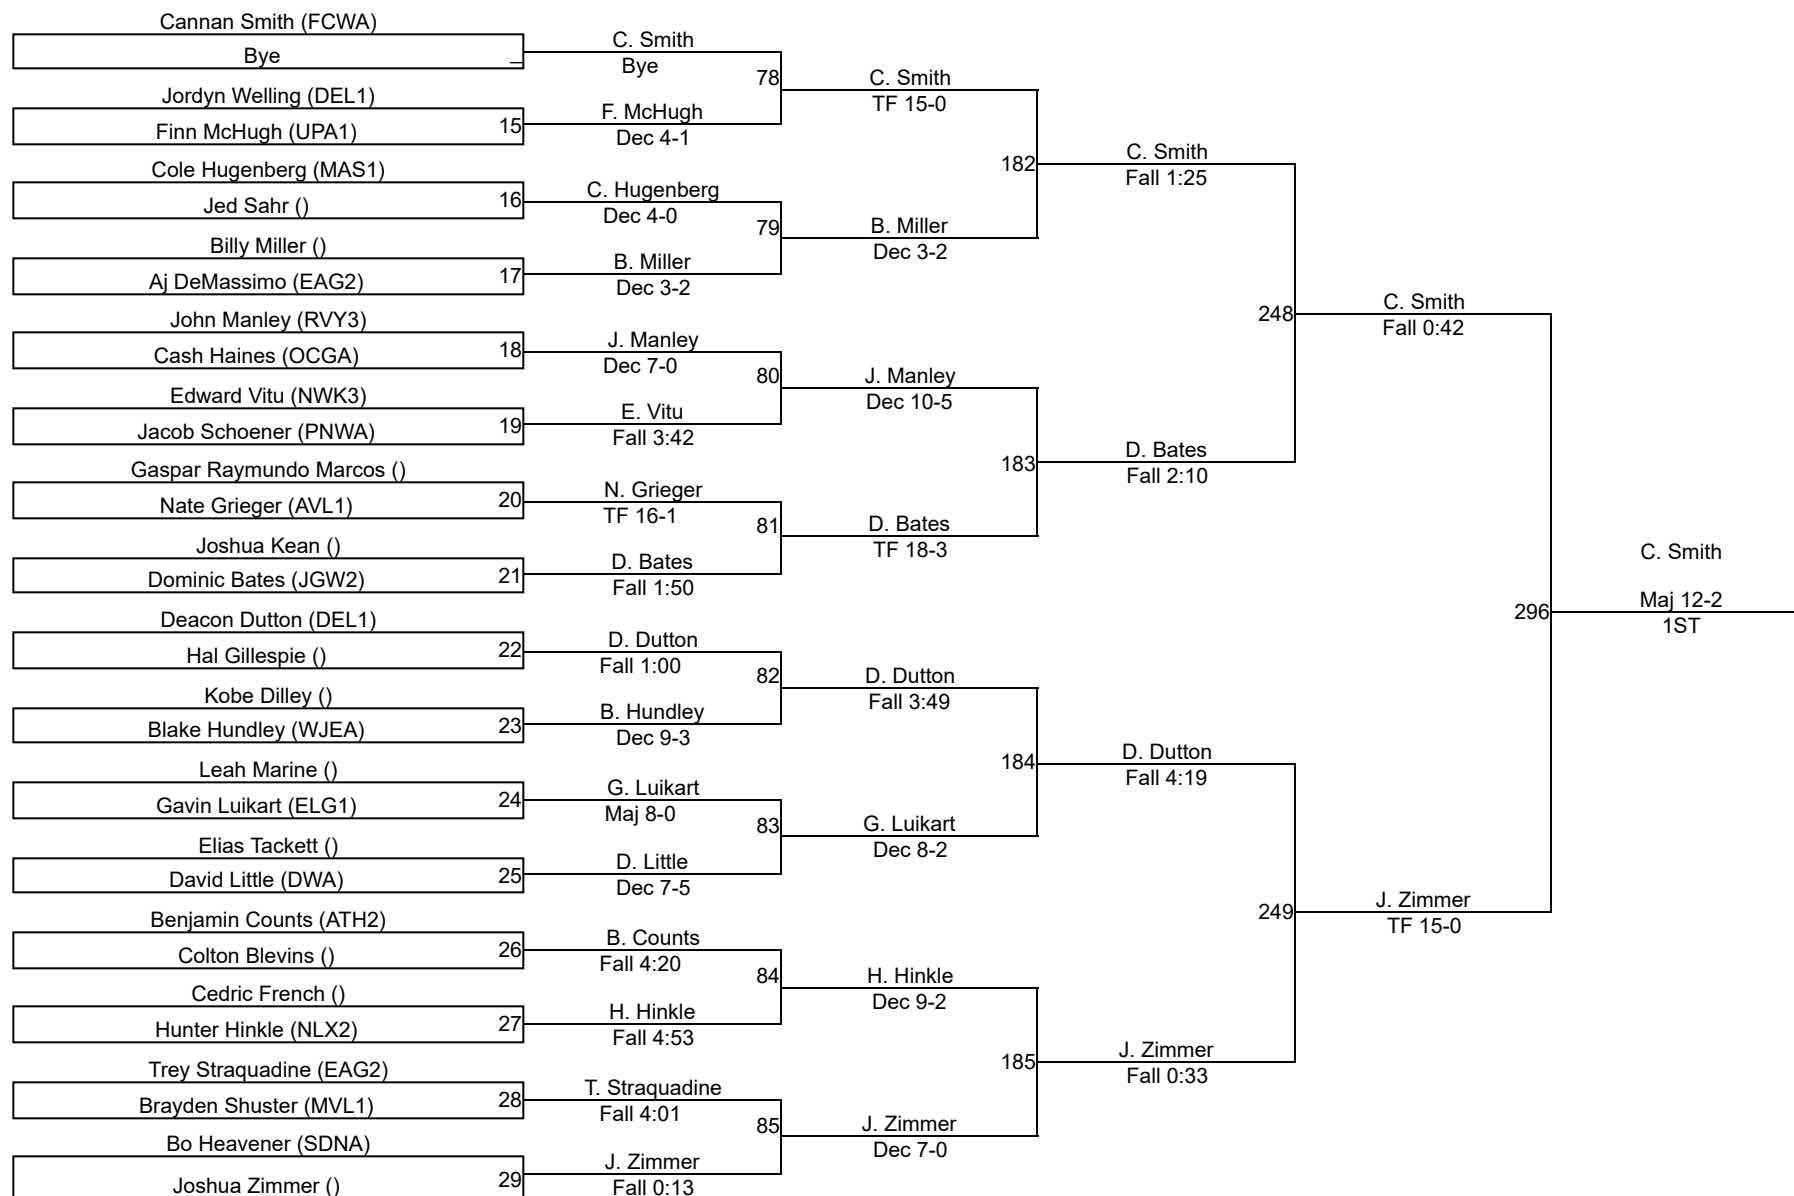 Cannan Smith (FCWA)
Bye
Jordyn Welling (DEL1)
Finn McHugh (UPA1)
15
Cole Hugenberg (MAS1)
Jed Sahr ()
16
Billy Miller ()
Aj DeMassimo (EAG2)
17
John Manley (RVY3)
Cash Haines (OCGA)
18
Edward Vitu (NWK3)
Jacob Schoener (PNWA)
19
Gaspar Raymundo Marcos ()
Nate Grieger (AVL1)
20
Joshua Kean ()
Dominic Bates (JGW2)
21
Deacon Dutton (DEL1)
Hal Gillespie ()
22
Kobe Dilley ()
Blake Hundley (WJEA)
23
Leah Marine ()
Gavin Luikart (ELG1)
24
Elias Tackett ()
David Little (DWA)
25
Benjamin Counts (ATH2)
Colton Blevins ()
26
Cedric French ()
Hunter Hinkle (NLX2)
27
Trey Straquadine (EAG2)
Brayden Shuster (MVL1)
28
Bo Heavener (SDNA)
Joshua Zimmer ()
29
C. Smith
Bye
78
F. McHugh
Dec 4-1
C. Hugenberg
Dec 4-0
79
B. Miller
Dec 3-2
J. Manley
Dec 7-0
80
E. Vitu
Fall 3:42
N. Grieger
TF 16-1
81
D. Bates
Fall 1:50
D. Dutton
Fall 1:00
82
B. Hundley
Dec 9-3
G. Luikart
Maj 8-0
83
D. Little
Dec 7-5
B. Counts
Fall 4:20
84
H. Hinkle
Fall 4:53
T. Straquadine
Fall 4:01
85
J. Zimmer
Fall 0:13
C. Smith
TF 15-0
182
B. Miller
Dec 3-2
J. Manley
Dec 10-5
183
D. Bates
TF 18-3
D. Dutton
Fall 3:49
184
G. Luikart
Dec 8-2
H. Hinkle
Dec 9-2
185
J. Zimmer
Dec 7-0
C. Smith
Fall 1:25
248
D. Bates
Fall 2:10
D. Dutton
Fall 4:19
249
J. Zimmer
Fall 0:33
C. Smith
Fall 0:42
296
J. Zimmer
TF 15-0
C. Smith
Maj 12-2
1ST